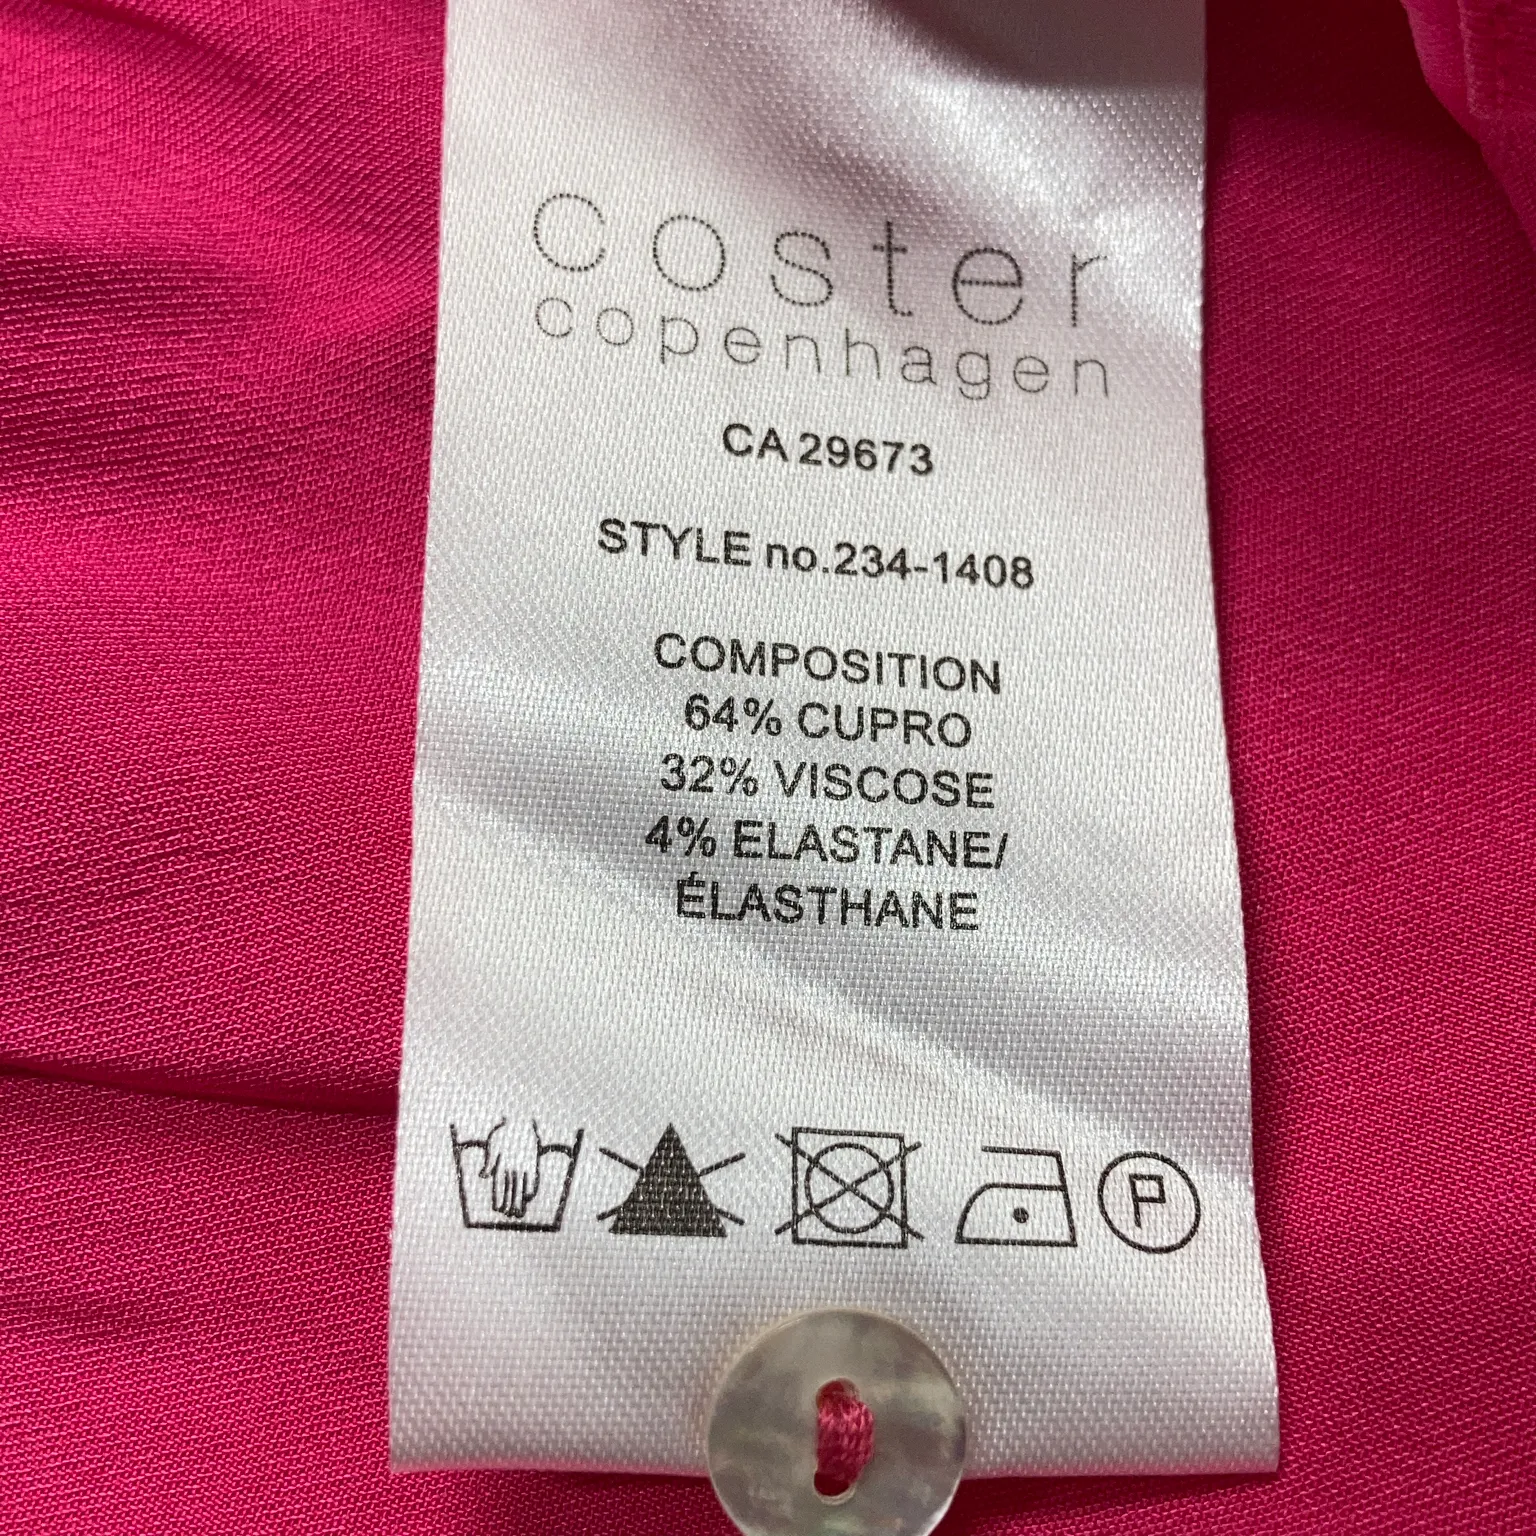 coster
copenhagen
CA 29673
STYLE no.234-1408
COMPOSITION
64% CUPRO
32% VISCOSE
4% ELASTANE/
ÉLASTHANE
P